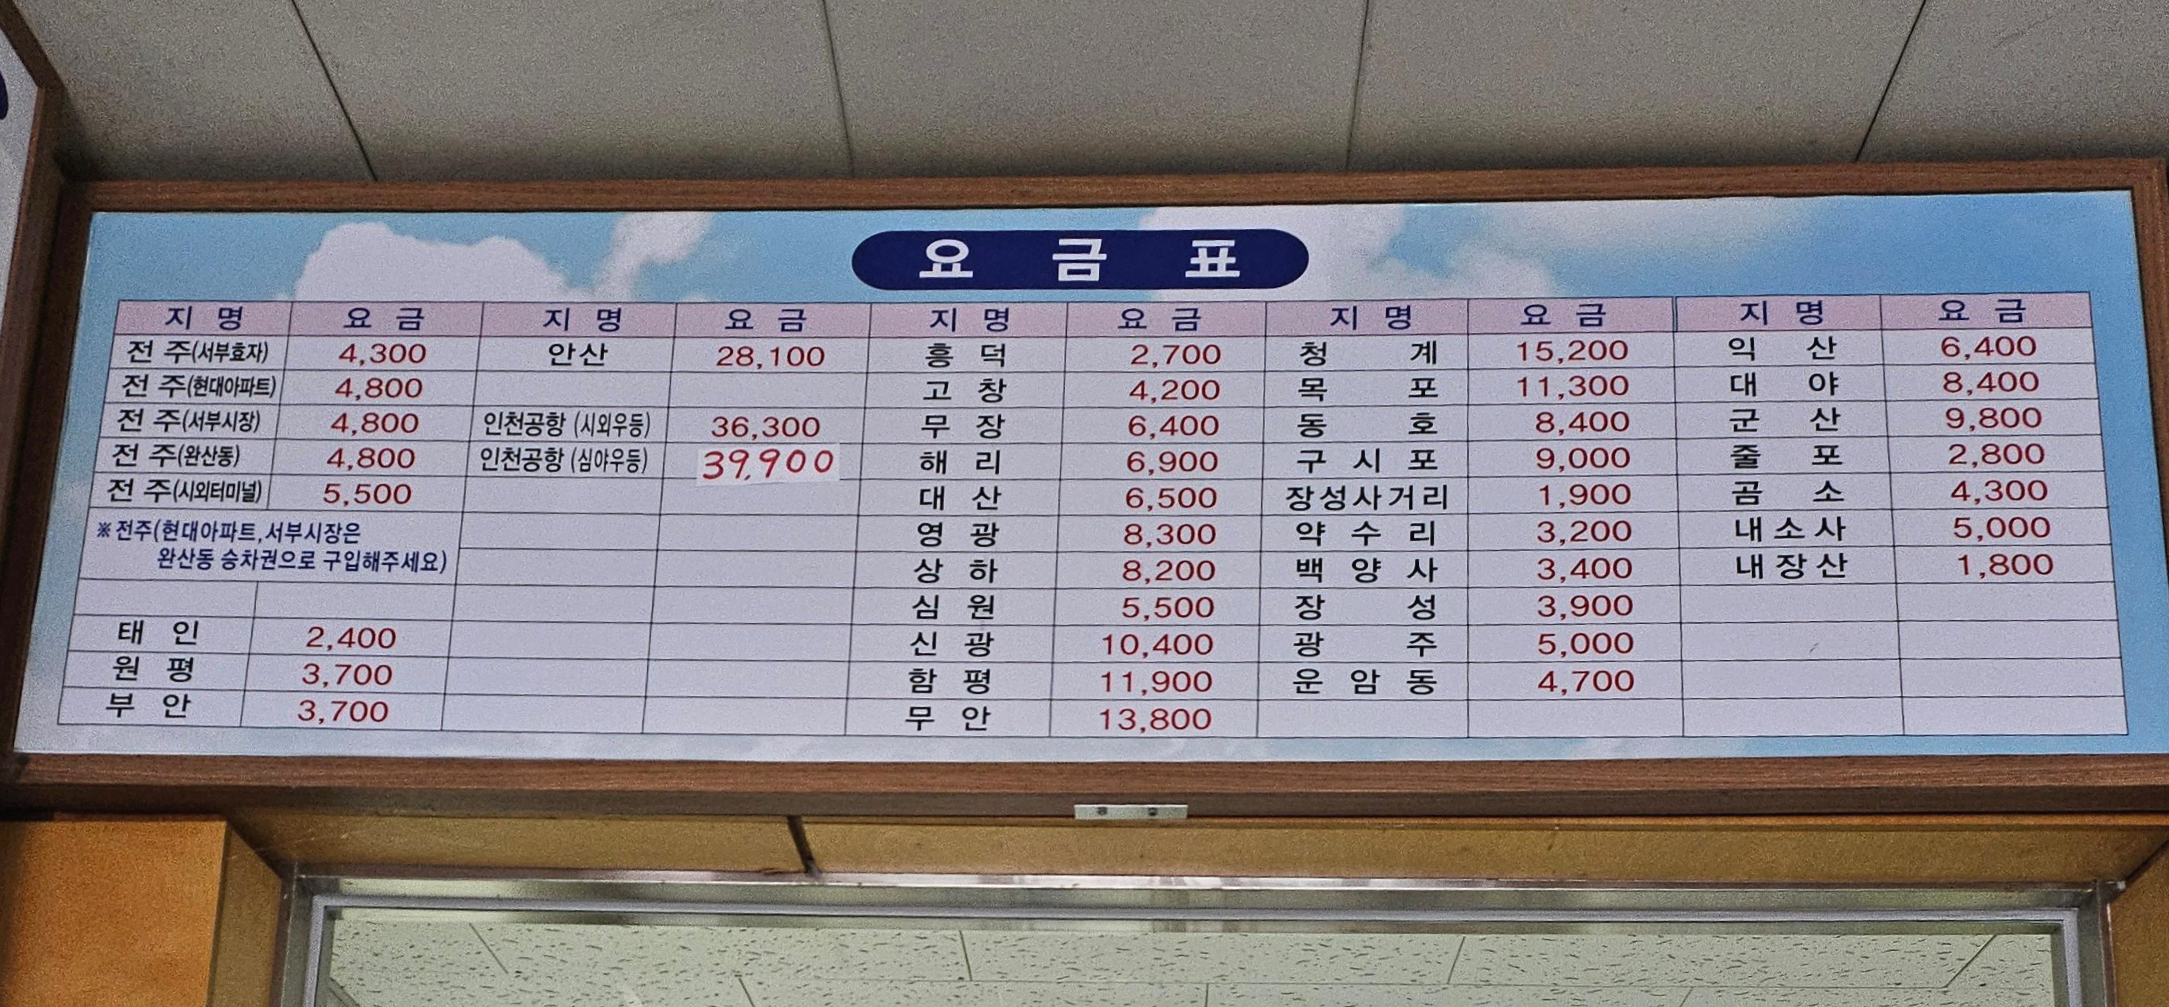 요 금 표
지 명 요 금 지 명 요 금 지 명 요 금 지 명 요 금 지 명 요 금
전 주(서부효자) 4,300 안산 28,100 흥 덕 2,700 청 계 15,200 익 산 6,400
전 주(현대아파트) 4,800 고 창 4,200 목 포 11,300 대 야 8,400
전 주(서부시장) 4,800 인천공항 (시외우등) 36,300 무 장 6,400 동 호 8,400 군 산 9,800
전 주(완산동) 4,800 인천공항 (심야우등) 39,900 해 리 6,900 구 시 포 9,000 줄 포 2,800
전 주(시외터미널) 5,500 대 산 6,500 장성사거리 1,900 곰 소 4,300
※전주(현대아파트,서부시장은 영 광 8,300 약 수 리 3,200 내소사 5,000
완산동 승차권으로 구입해주세요) 상 하 8,200 백 양 사 3,400 내장산 1,800
심 원 5,500 장 성 3,900
태 인 2,400 신 광 10,400 광 주 5,000
원 평 3,700 함 평 11,900 운 암 동 4,700
부 안 3,700 무 안 13,800